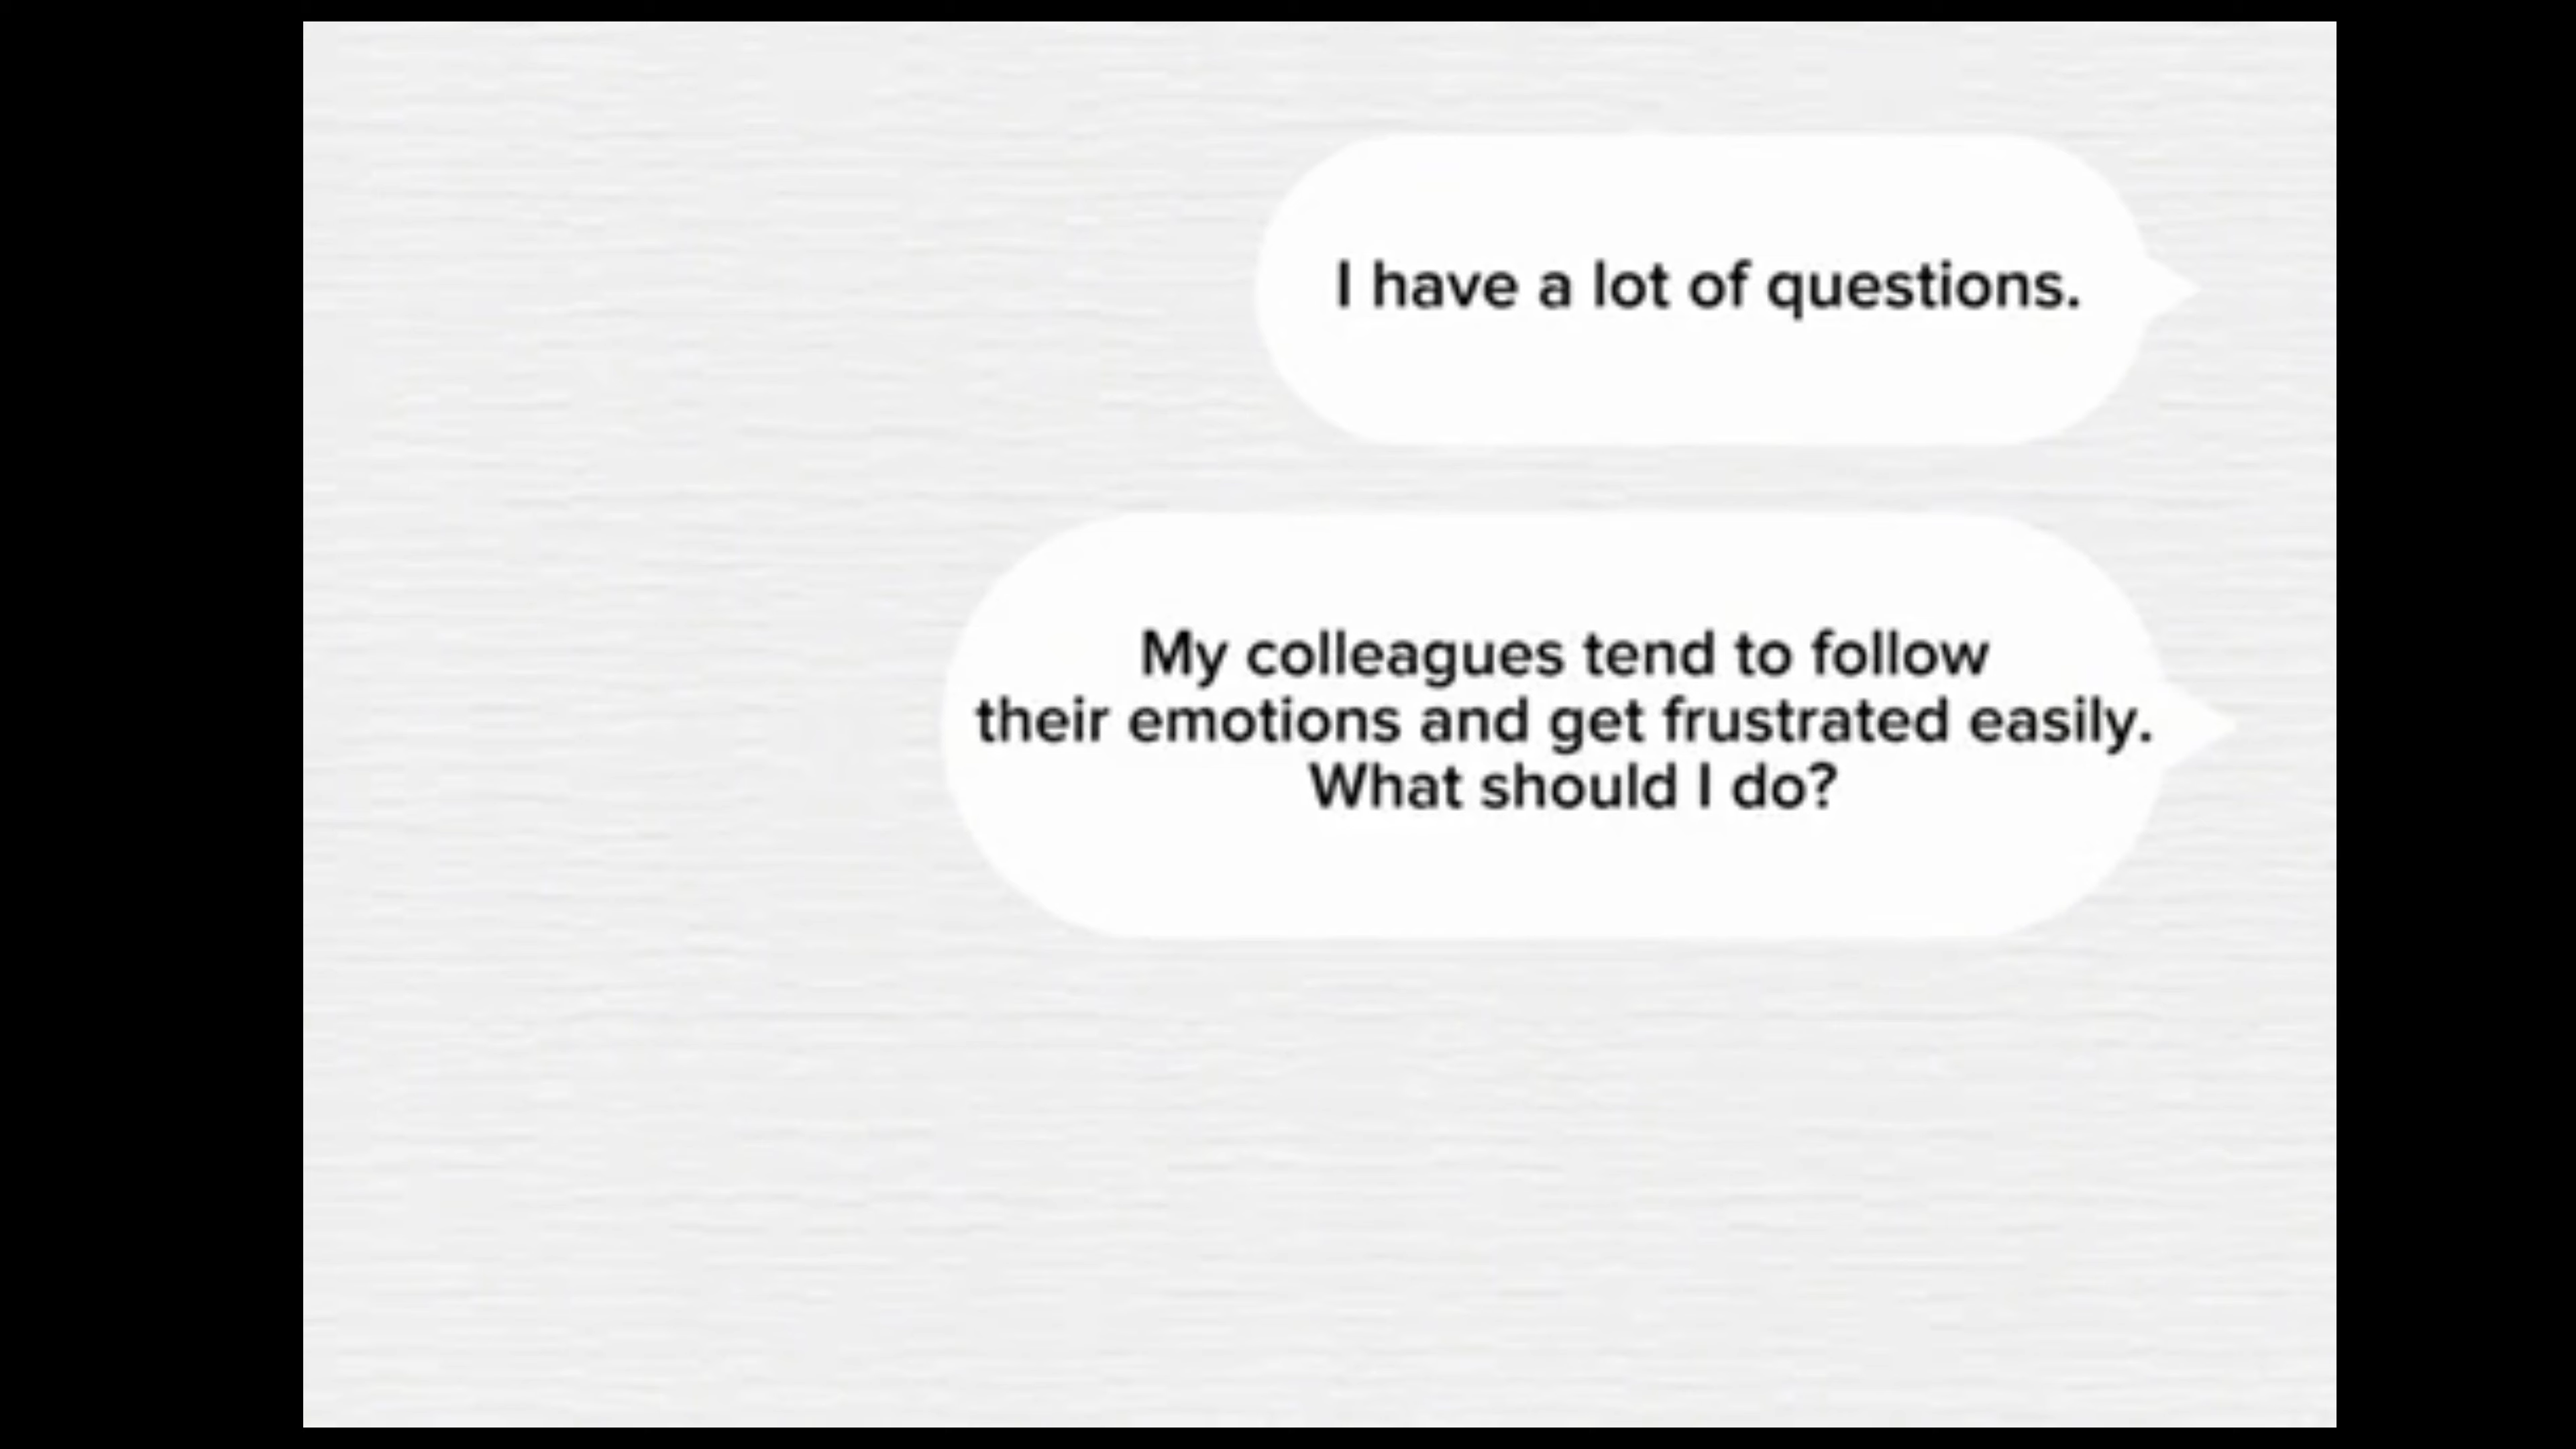 I have a lot of questions.
My colleagues tend to follow
their emotions and get frustrated easily.
What should I do?